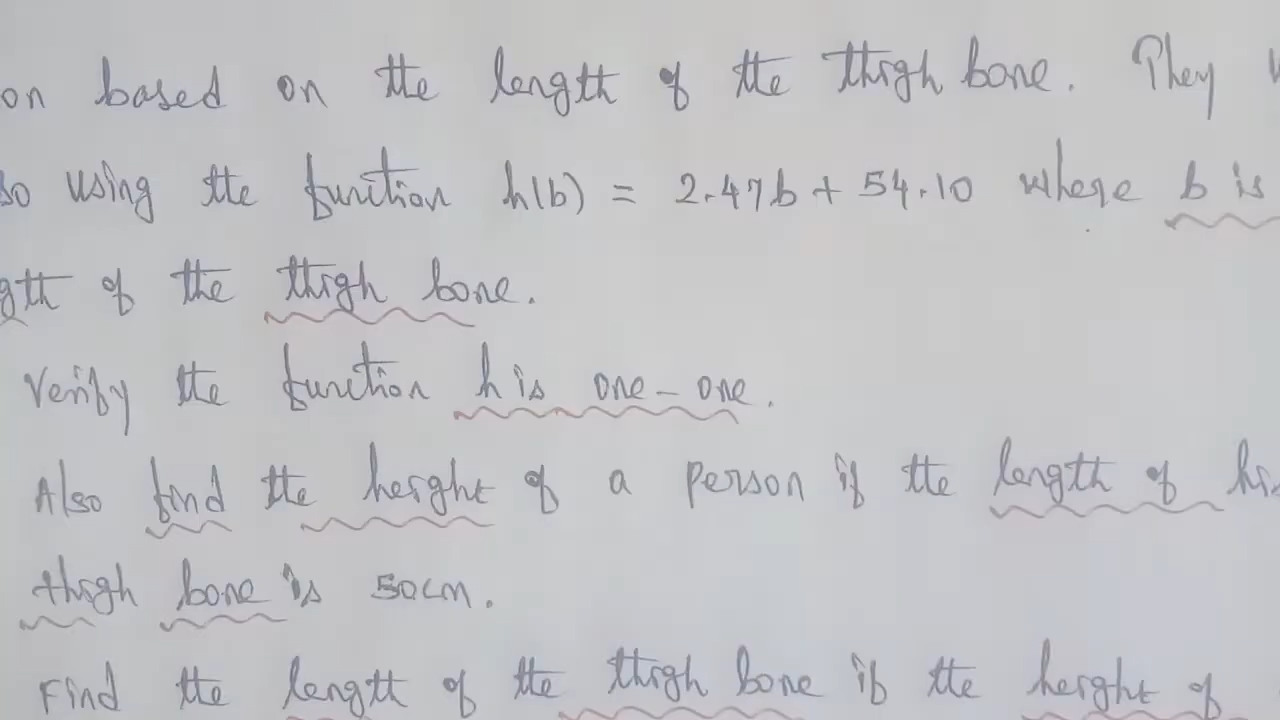 on based on the length of the thigh bone. They
so using the function h(b) = 2.47b + 54.10 where b is
gth of the thigh bone.
Verify the function h is one-one.
Also find the height of a person if the length of his
thigh bone is 50cm.
Find the length of the thigh bone if the height of